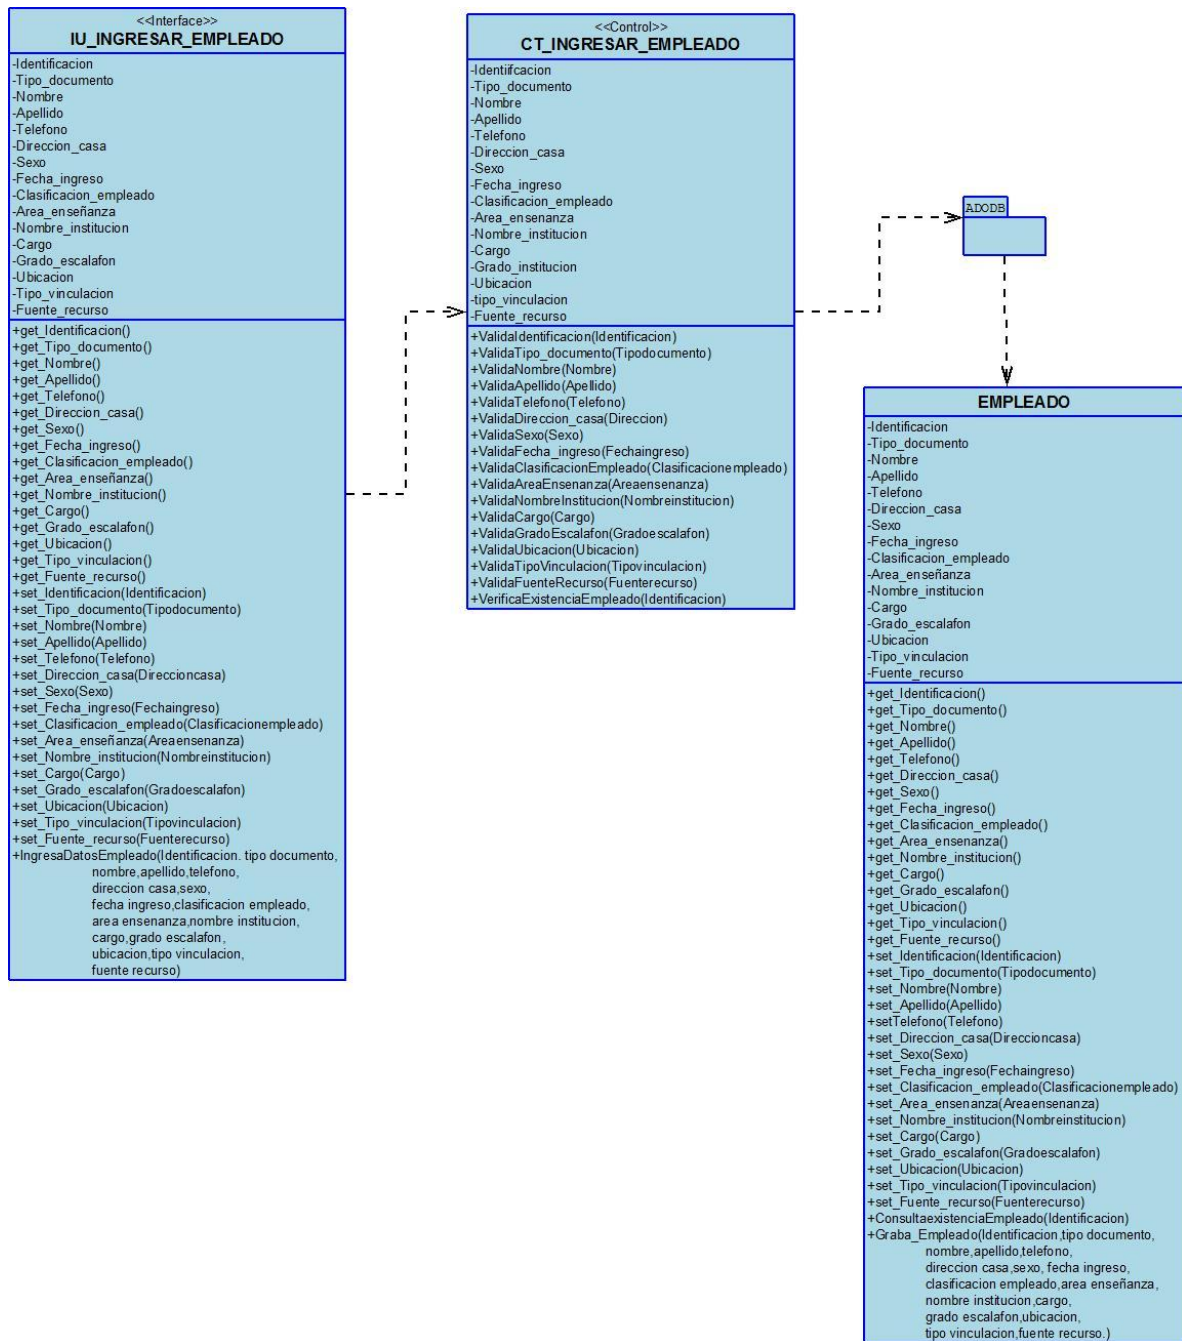 <<Interface>>
IU_INGRESAR_EMPLEADO
-Identificacion
-Tipo_documento
-Nombre
-Apellido
-Telefono
-Direccion_casa
-Sexo
-Fecha_ingreso
-Clasificacion_empleado
-Area_enseñanza
-Nombre_institucion
-Cargo
-Grado_escalafon
-Ubicacion
-Tipo_vinculacion
-Fuente_recurso
+get_Identificacion()
+get_Tipo_documento()
+get_Nombre()
+get_Apellido()
+get_Telefono()
+get_Direccion_casa()
+get_Sexo()
+get_Fecha_ingreso()
+get_Clasificacion_empleado()
+get_Area_enseñanza()
+get_Nombre_institucion()
+get_Cargo()
+get_Grado_escalafon()
+get_Ubicacion()
+get_Tipo_vinculacion()
+get_Fuente_recurso()
+set_Identificacion(Identificacion)
+set_Tipo_documento(Tipodocumento)
+set_Nombre(Nombre)
+set_Apellido(Apellido)
+set_Telefono(Telefono)
+set_Direccion_casa(Direccioncasa)
+set_Sexo(Sexo)
+set_Fecha_ingreso(Fechaingreso)
+set_Clasificacion_empleado(Clasificacionempleado)
+set_Area_enseñanza(Areaensenanza)
+set_Nombre_institucion(Nombreinstitucion)
+set_Cargo(Cargo)
+set_Grado_escalafon(Gradoescalafon)
+set_Ubicacion(Ubicacion)
+set_Tipo_vinculacion(Tipovinculacion)
+set_Fuente_recurso(Fuenterecurso)
+IngresaDatosEmpleado(Identificacion. tipo documento,
nombre,apellido,telefono,
direccion casa,sexo,
fecha ingreso,clasificacion empleado,
area ensenanza,nombre institucion,
cargo,grado escalafon,
ubicacion,tipo vinculacion,
fuente recurso)
<<Control>>
CT_INGRESAR_EMPLEADO
-Identiifcacion
-Tipo_documento
-Nombre
-Apellido
-Telefono
-Direccion_casa
-Sexo
-Fecha_ingreso
-Clasificacion_empleado
-Area_ensenanza
-Nombre_institucion
-Cargo
-Grado_institucion
-Ubicacion
-tipo_vinculacion
-Fuente_recurso
+ValidaIdentificacion(Identificacion)
+ValidaTipo_documento(Tipodocumento)
+ValidaNombre(Nombre)
+ValidaApellido(Apellido)
+ValidaTelefono(Telefono)
+ValidaDireccion_casa(Direccion)
+ValidaSexo(Sexo)
+ValidaFecha_ingreso(Fechaingreso)
+ValidaClasificacionEmpleado(Clasificacionempleado)
+ValidaAreaEnsenanza(Areaensenanza)
+ValidaNombreInstitucion(Nombreinstitucion)
+ValidaCargo(Cargo)
+ValidaGradoEscalafon(Gradoescalafon)
+ValidaUbicacion(Ubicacion)
+ValidaTipoVinculacion(Tipovinculacion)
+ValidaFuenteRecurso(Fuenterecurso)
+VerificaExistenciaEmpleado(Identificacion)
ADODB
EMPLEADO
-Identificacion
-Tipo_documento
-Nombre
-Apellido
-Telefono
-Direccion_casa
-Sexo
-Fecha_ingreso
-Clasificacion_empleado
-Area_enseñanza
-Nombre_institucion
-Cargo
-Grado_escalafon
-Ubicacion
-Tipo_vinculacion
-Fuente_recurso
+get_Identificacion()
+get_Tipo_documento()
+get_Nombre()
+get_Apellido()
+get_Telefono()
+get_Direccion_casa()
+get_Sexo()
+get_Fecha_ingreso()
+get_Clasificacion_empleado()
+get_Area_ensenanza()
+get_Nombre_institucion()
+get_Cargo()
+get_Grado_escalafon()
+get_Ubicacion()
+get_Tipo_vinculacion()
+get_Fuente_recurso()
+set_Identificacion(Identificacion)
+set_Tipo_documento(Tipodocumento)
+set_Nombre(Nombre)
+set_Apellido(Apellido)
+setTelefono(Telefono)
+set_Direccion_casa(Direccioncasa)
+set_Sexo(Sexo)
+set_Fecha_ingreso(Fechaingreso)
+set_Clasificacion_empleado(Clasificacionempleado)
+set_Area_ensenanza(Areaensenanza)
+set_Nombre_institucion(Nombreinstitucion)
+set_Cargo(Cargo)
+set_Grado_escalafon(Gradoescalafon)
+set_Ubicacion(Ubicacion)
+set_Tipo_vinculacion(Tipovinculacion)
+set_Fuente_recurso(Fuenterecurso)
+ConsultaexistenciaEmpleado(Identificacion)
+Graba_Empleado(Identificacion,tipo documento,
nombre,apellido,telefono,
direccion casa,sexo, fecha ingreso,
clasificacion empleado,area enseñanza,
nombre institucion,cargo,
grado escalafon,ubicacion,
tipo vinculacion,fuente recurso.)